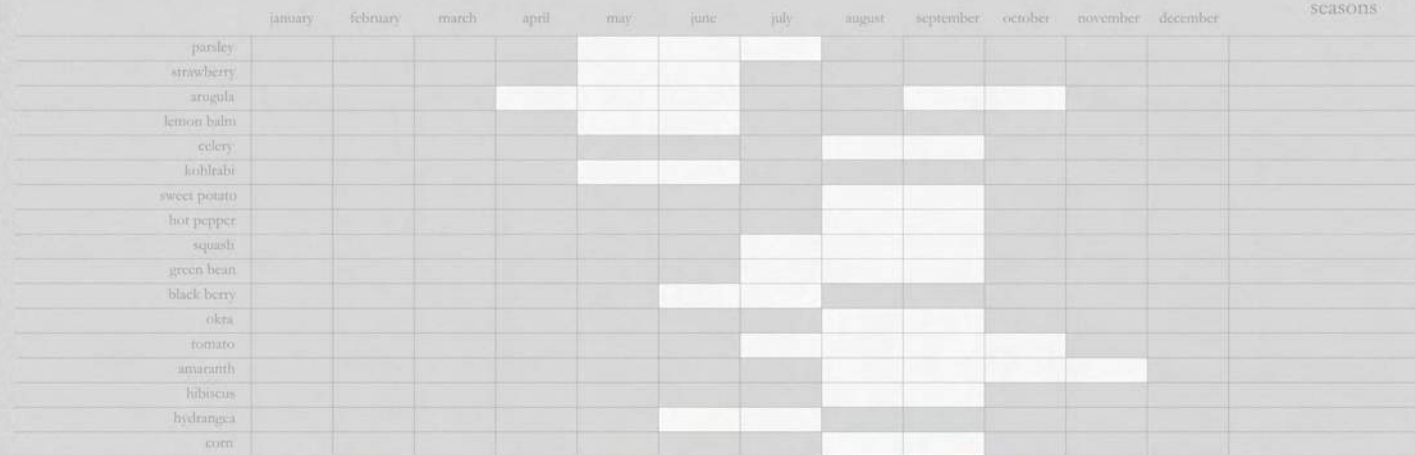 seasons
january february march april may june july august september october november december
parsley
strawberry
arugula
lemon balm
celery
kohlrabi
sweet potato
hot pepper
squash
green bean
black berry
okra
tomato
amaranth
hibiscus
hydrangea
corn